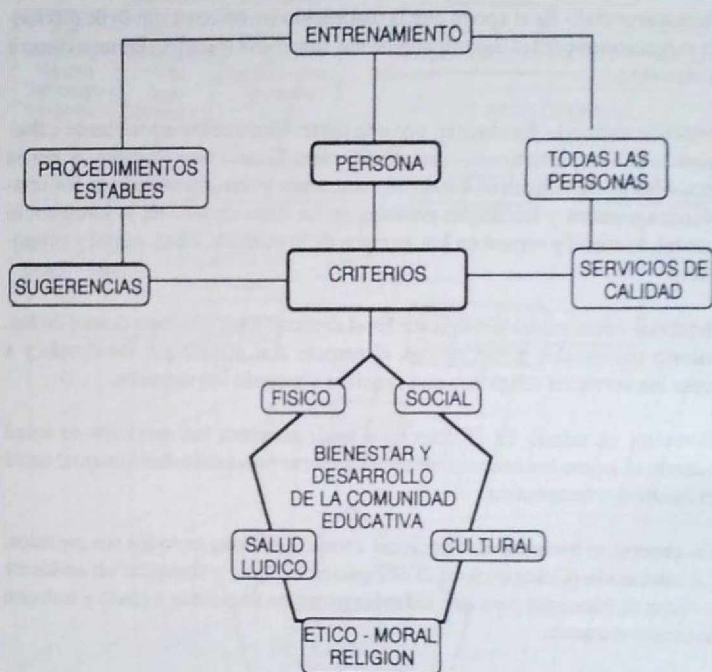 ENTRENAMIENTO
PROCEDIMIENTOS
ESTABLES
PERSONA
TODAS LAS
PERSONAS
SUGERENCIAS
CRITERIOS
SERVICIOS DE
CALIDAD
FISICO
SOCIAL
BIENESTAR Y
DESARROLLO
DE LA COMUNIDAD
EDUCATIVA
SALUD
LUDICO
CULTURAL
ETICO - MORAL
RELIGION